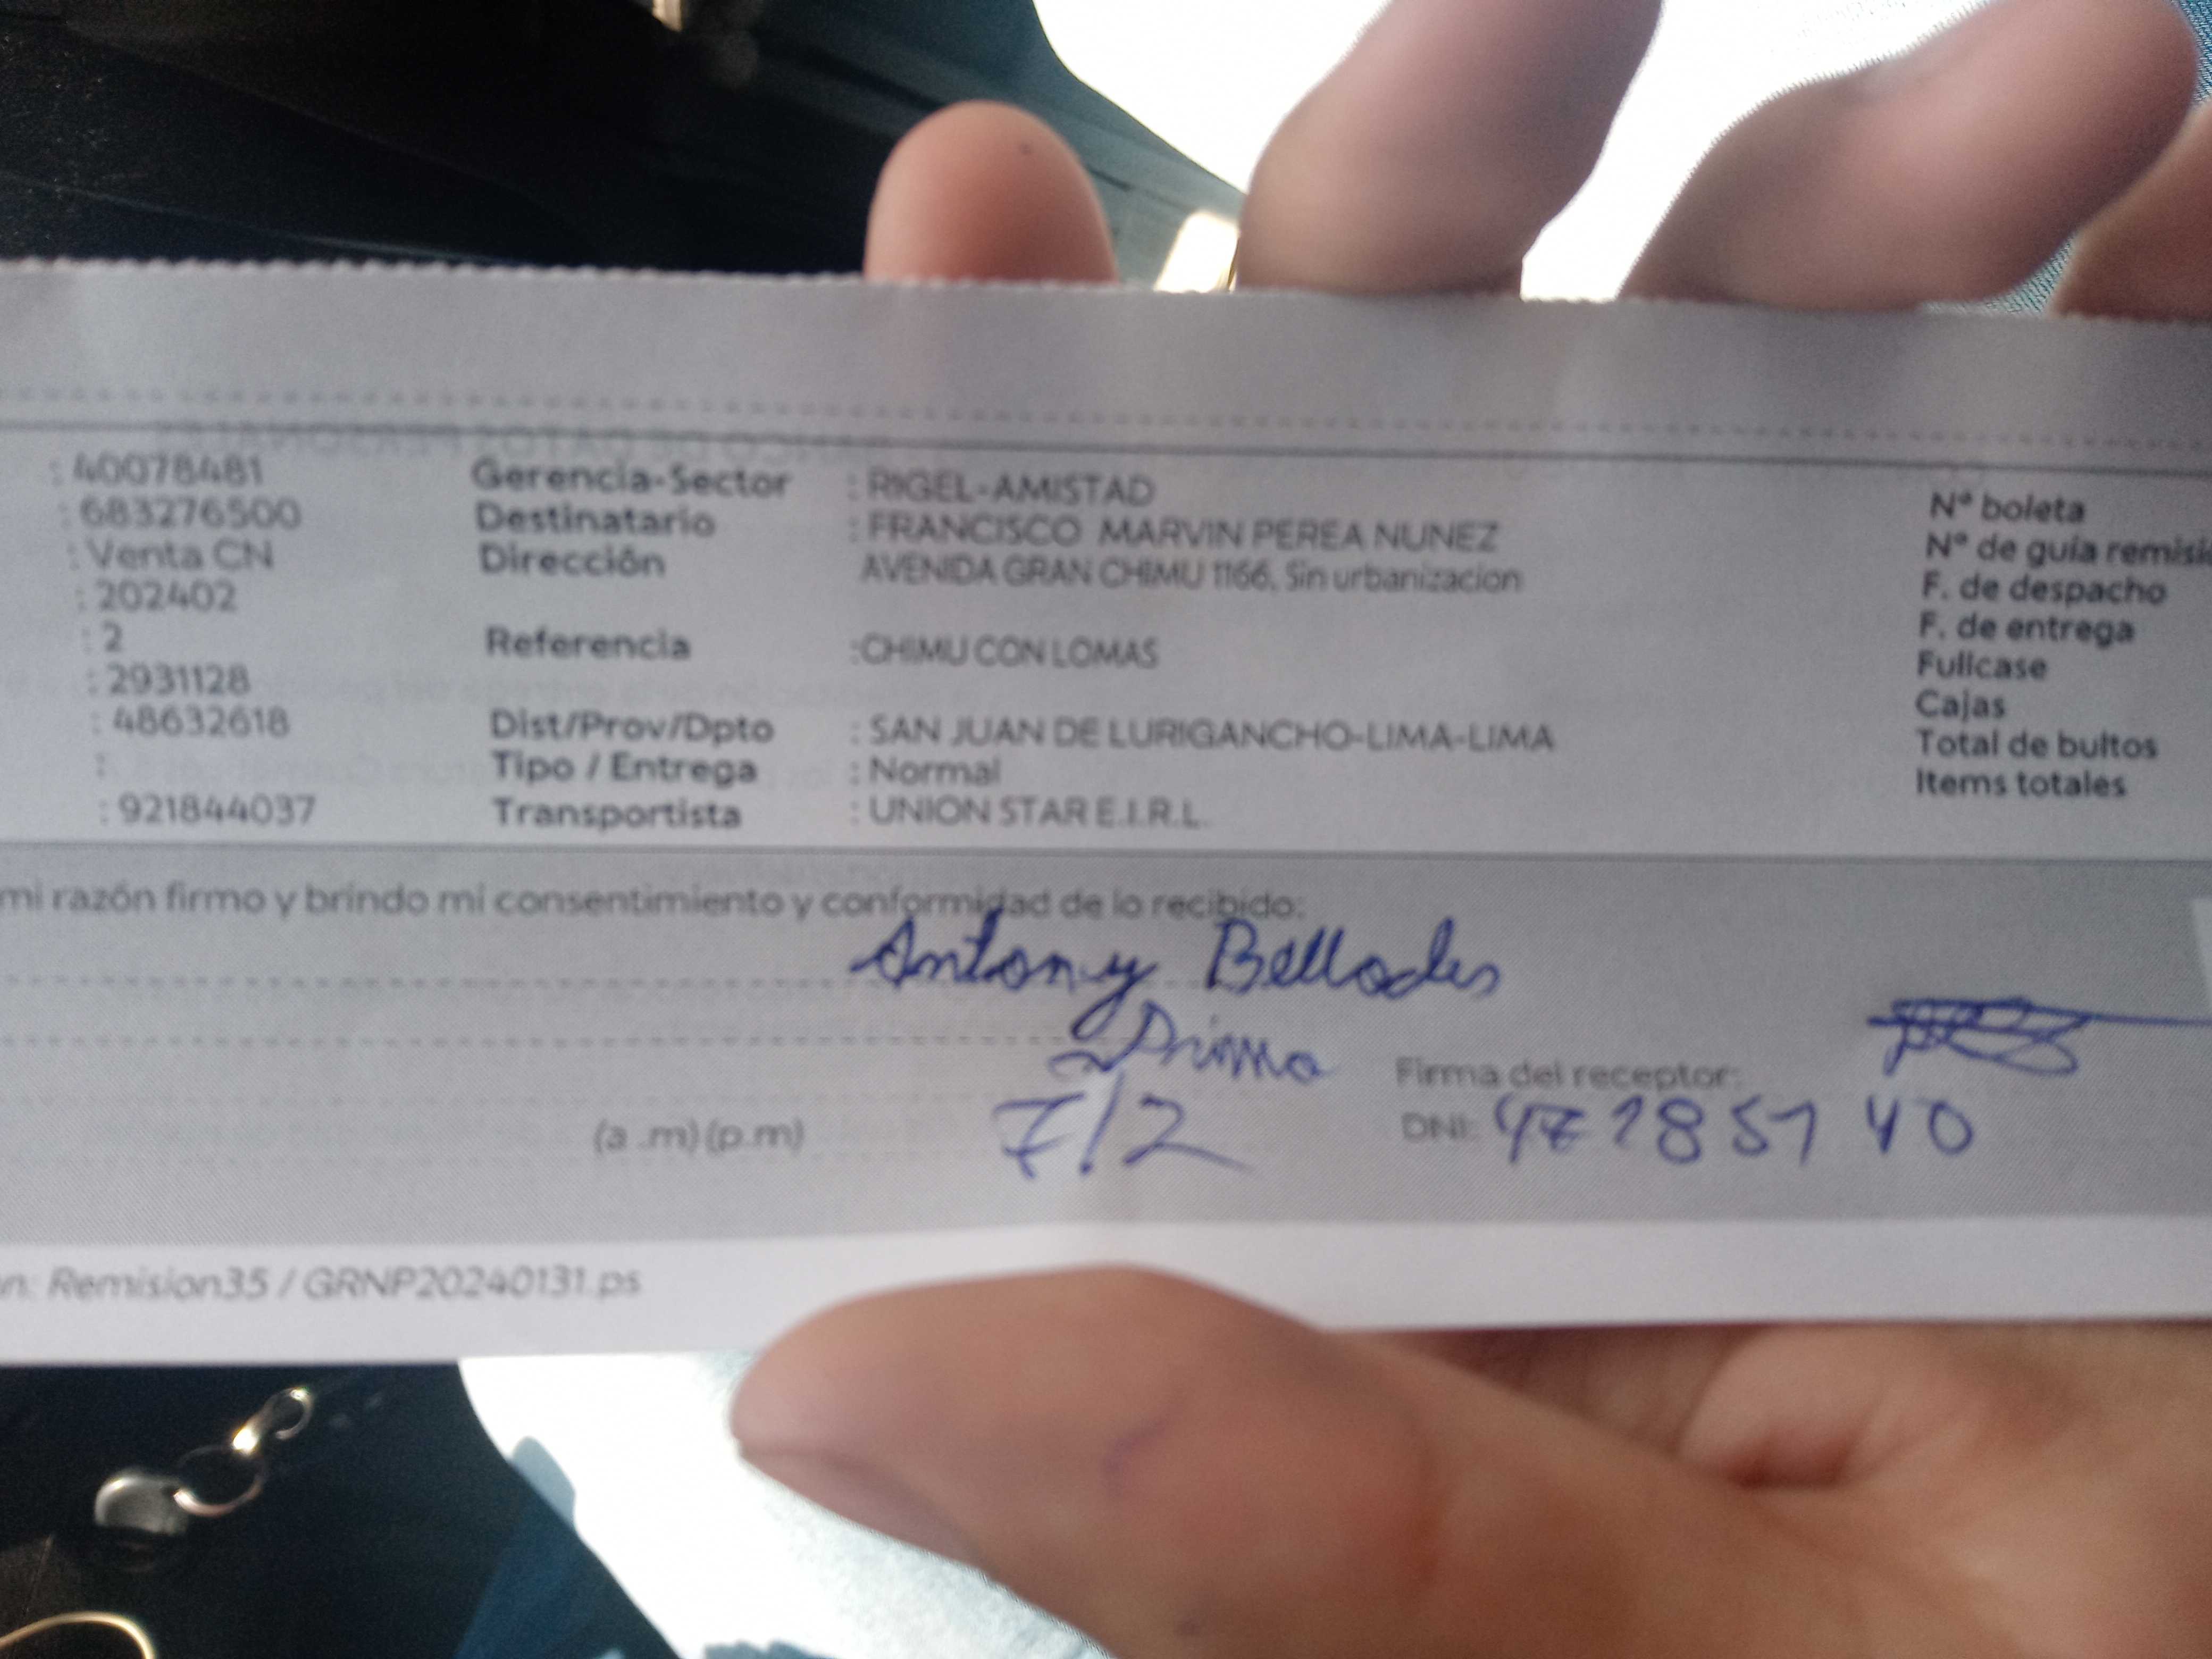 : 40078481 Gerencia-Sector : RIGEL-AMISTAD
: 683276500 Destinatario : FRANCISCO MARVIN PEREA NUNEZ Nº boleta
: Venta CN Dirección AVENIDA GRAN CHIMU 1166, Sin urbanizacion Nº de guía remisi
: 202402 F. de despacho
: 2 Referencia :CHIMU CON LOMAS F. de entrega
: 2931128 Fullcase
: 48632618 Dist/Prov/Dpto : SAN JUAN DE LURIGANCHO-LIMA-LIMA Cajas
: Tipo / Entrega : Normal Total de bultos
: 921844037 Transportista : UNION STAR E.I.R.L. Items totales
mi razón firmo y brindo mi consentimiento y conformidad de lo recibido:
Antony
Primo Firma del receptor:
(a .m) (p.m) 7/2 DNI:
n: Remision35 / GRNP20240131.ps